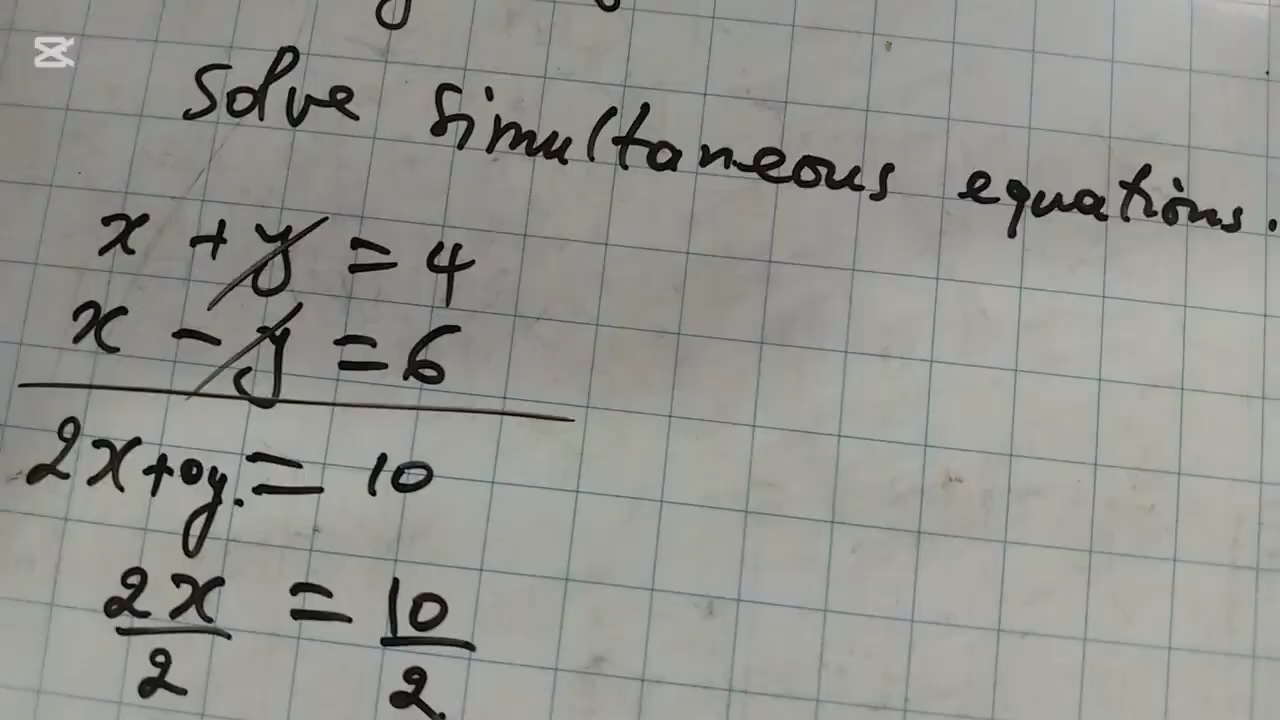 Solve simultaneous equations.
x + y = 4
x - y = 6
2x+0y. = 10
2x = 10
2 2.